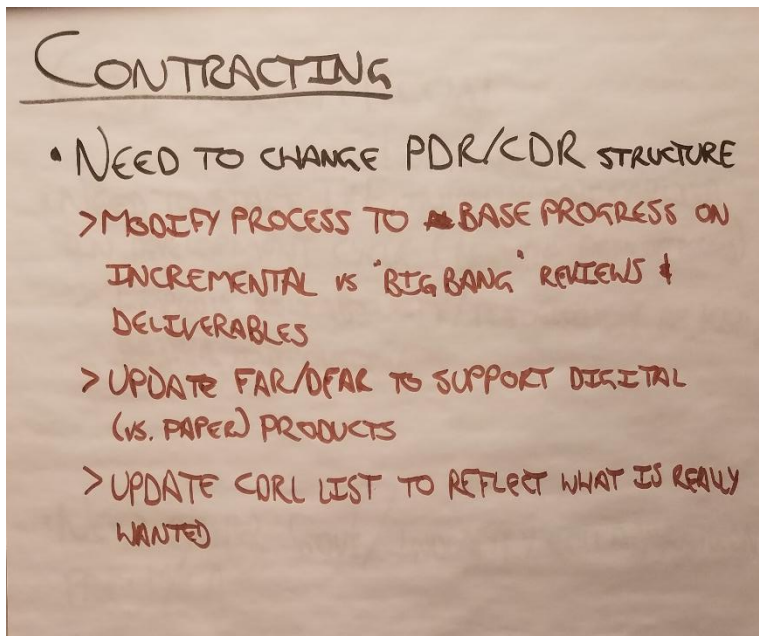 CONTRACTING
• NEED TO CHANGE PDR/CDR STRUCTURE
> MODIFY PROCESS TO BASE PROGRESS ON
INCREMENTAL VS "BIG BANG" REVIEWS &
DELIVERABLES
> UPDATE FAR/DFAR TO SUPPORT DIGITAL
(VS. PAPER) PRODUCTS
> UPDATE CDRL LIST TO REFLECT WHAT IS REALLY
WANTED